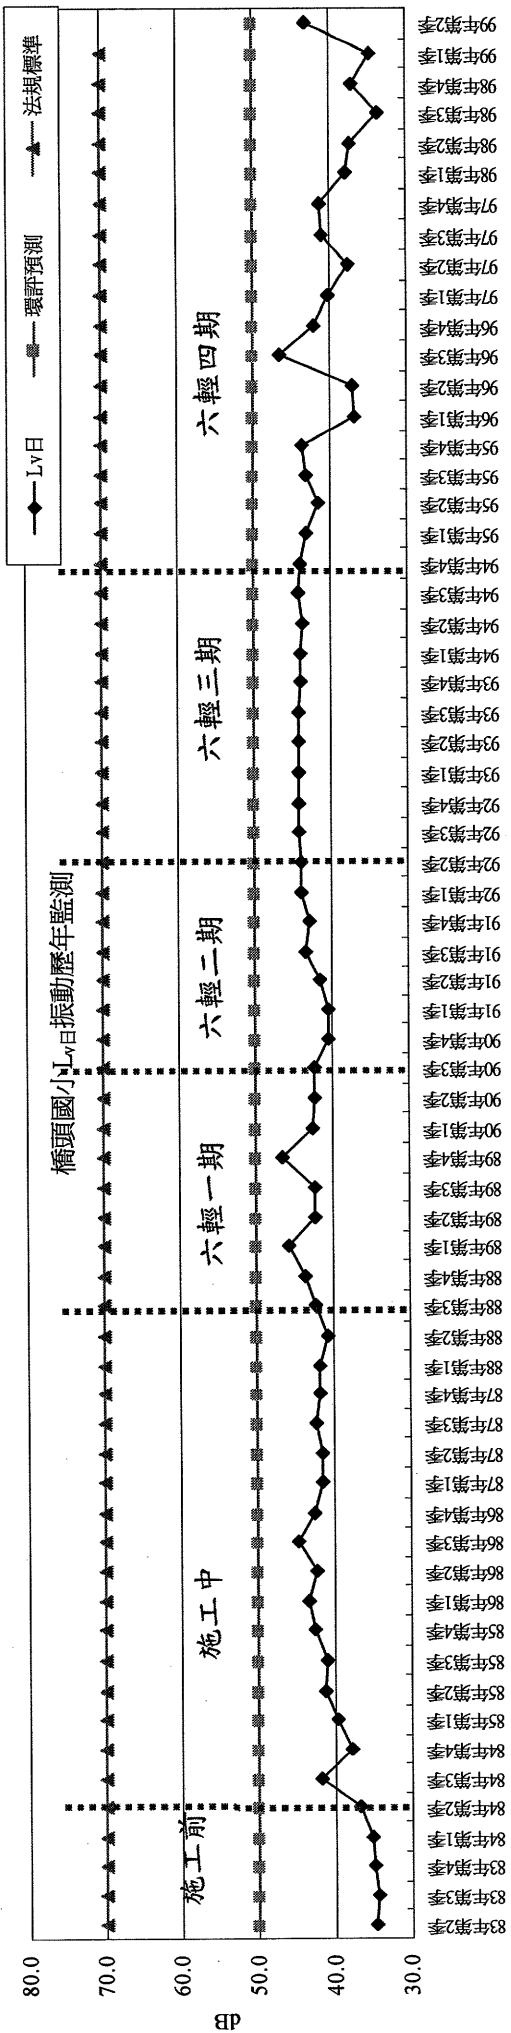 橋頭國小Lv日振動歷年監測
Lv日
環評預測
法規標準
80.0
70.0
60.0
50.0
40.0
30.0
dB
施工前
施工中
六輕一期
六輕二期
六輕三期
六輕四期
83年第2季
83年第3季
83年第4季
84年第1季
84年第2季
84年第3季
84年第4季
85年第1季
85年第2季
85年第3季
85年第4季
86年第1季
86年第2季
86年第3季
86年第4季
87年第1季
87年第2季
87年第3季
87年第4季
88年第1季
88年第2季
88年第3季
88年第4季
89年第1季
89年第2季
89年第3季
89年第4季
90年第1季
90年第2季
90年第3季
90年第4季
91年第1季
91年第2季
91年第3季
91年第4季
92年第1季
92年第2季
92年第3季
92年第4季
93年第1季
93年第2季
93年第3季
93年第4季
94年第1季
94年第2季
94年第3季
94年第4季
95年第1季
95年第2季
95年第3季
95年第4季
96年第1季
96年第2季
96年第3季
96年第4季
97年第1季
97年第2季
97年第3季
97年第4季
98年第1季
98年第2季
98年第3季
98年第4季
99年第1季
99年第2季